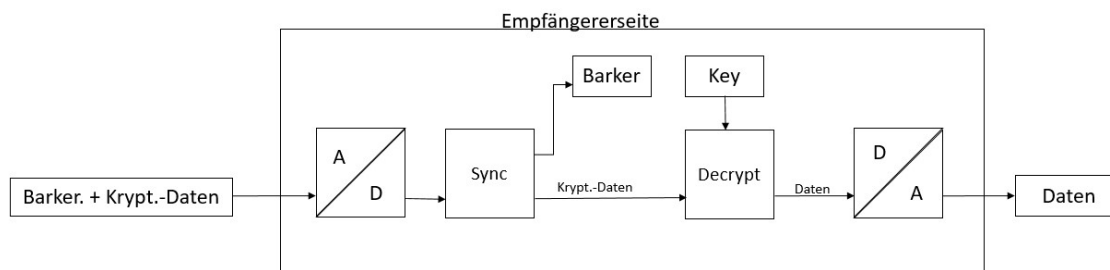 Empfängererseite
Barker
Key
A
D
Sync
Decrypt
D
A
Krypt.-Daten
Daten
Barker. + Krypt.-Daten
Daten